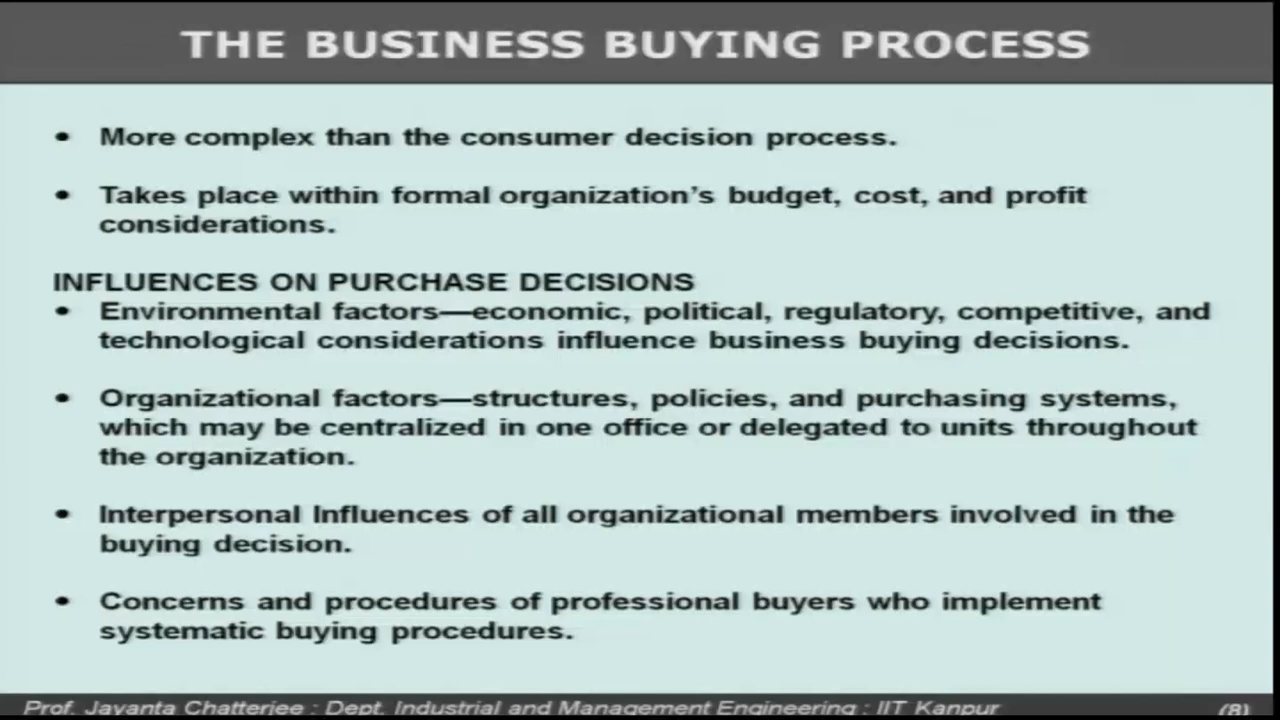 THE BUSINESS BUYING PROCESS
• More complex than the consumer decision process.
• Takes place within formal organization's budget, cost, and profit
considerations.
INFLUENCES ON PURCHASE DECISIONS
• Environmental factors—economic, political, regulatory, competitive, and
technological considerations influence business buying decisions.
• Organizational factors—structures, policies, and purchasing systems,
which may be centralized in one office or delegated to units throughout
the organization.
• Interpersonal Influences of all organizational members involved in the
buying decision.
• Concerns and procedures of professional buyers who implement
systematic buying procedures.
Prof. Jayanta Chatterjee : Dept. Industrial and Management Engineering : IIT Kanpur (8)